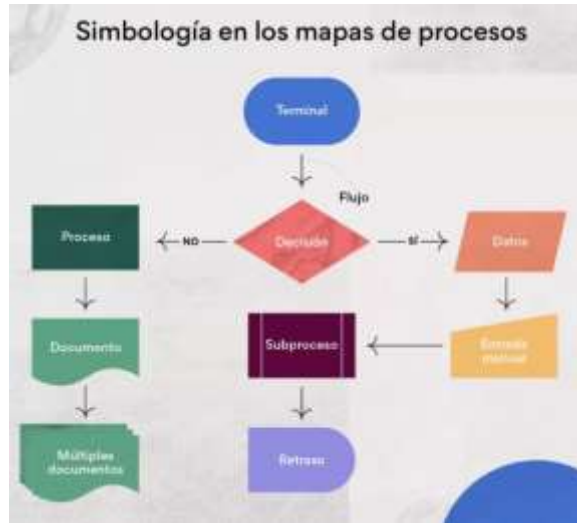 Simbología en los mapas de procesos
Terminal
Flujo
Proceso
NO
Decisión
SÍ
Datos
Documento
Subproceso
Entrada
manual
Múltiples
documentos
Retraso